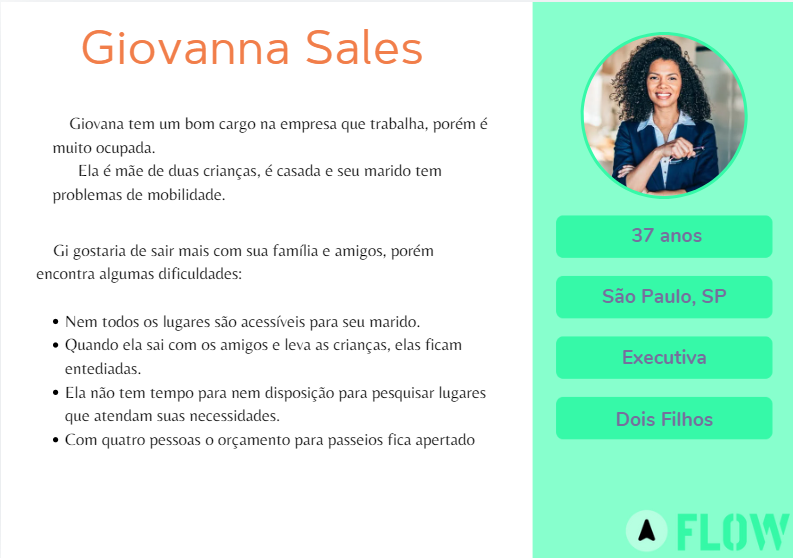 Giovanna Sales
Giovana tem um bom cargo na empresa que trabalha, porém é
muito ocupada.
Ela é mãe de duas crianças, é casada e seu marido tem
problemas de mobilidade.
Gi gostaria de sair mais com sua família e amigos, porém
encontra algumas dificuldades:
• Nem todos os lugares são acessíveis para seu marido.
• Quando ela sai com os amigos e leva as crianças, elas ficam
entediadas.
• Ela não tem tempo para nem disposição para pesquisar lugares
que atendam suas necessidades.
• Com quatro pessoas o orçamento para passeios fica apertado
37 anos
São Paulo, SP
Executiva
Dois Filhos
FLOW